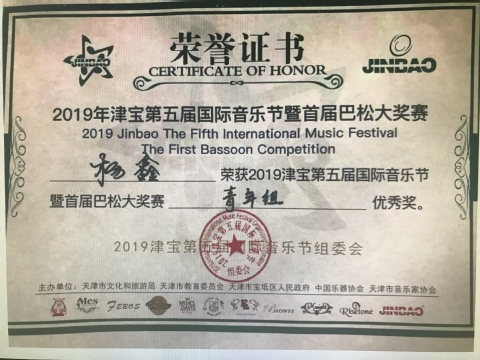 荣誉证书
CERTIFICATE OF HONOR
JINBAO
JINBAO
2019年津宝第五届国际音乐节暨首届巴松大奖赛
2019 Jinbao The Fifth International Music Festival
The First Bassoon Competition
杨鑫 荣获2019津宝第五届国际音乐节
暨首届巴松大奖赛 青年组 优秀奖。
2019津宝第五届国际音乐节组委会
组委会
主办单位：天津市文化和旅游局 天津市教育委员会 天津市宝坻区人民政府 中国乐器协会 天津市音乐家协会
FEBOS
JINBAO